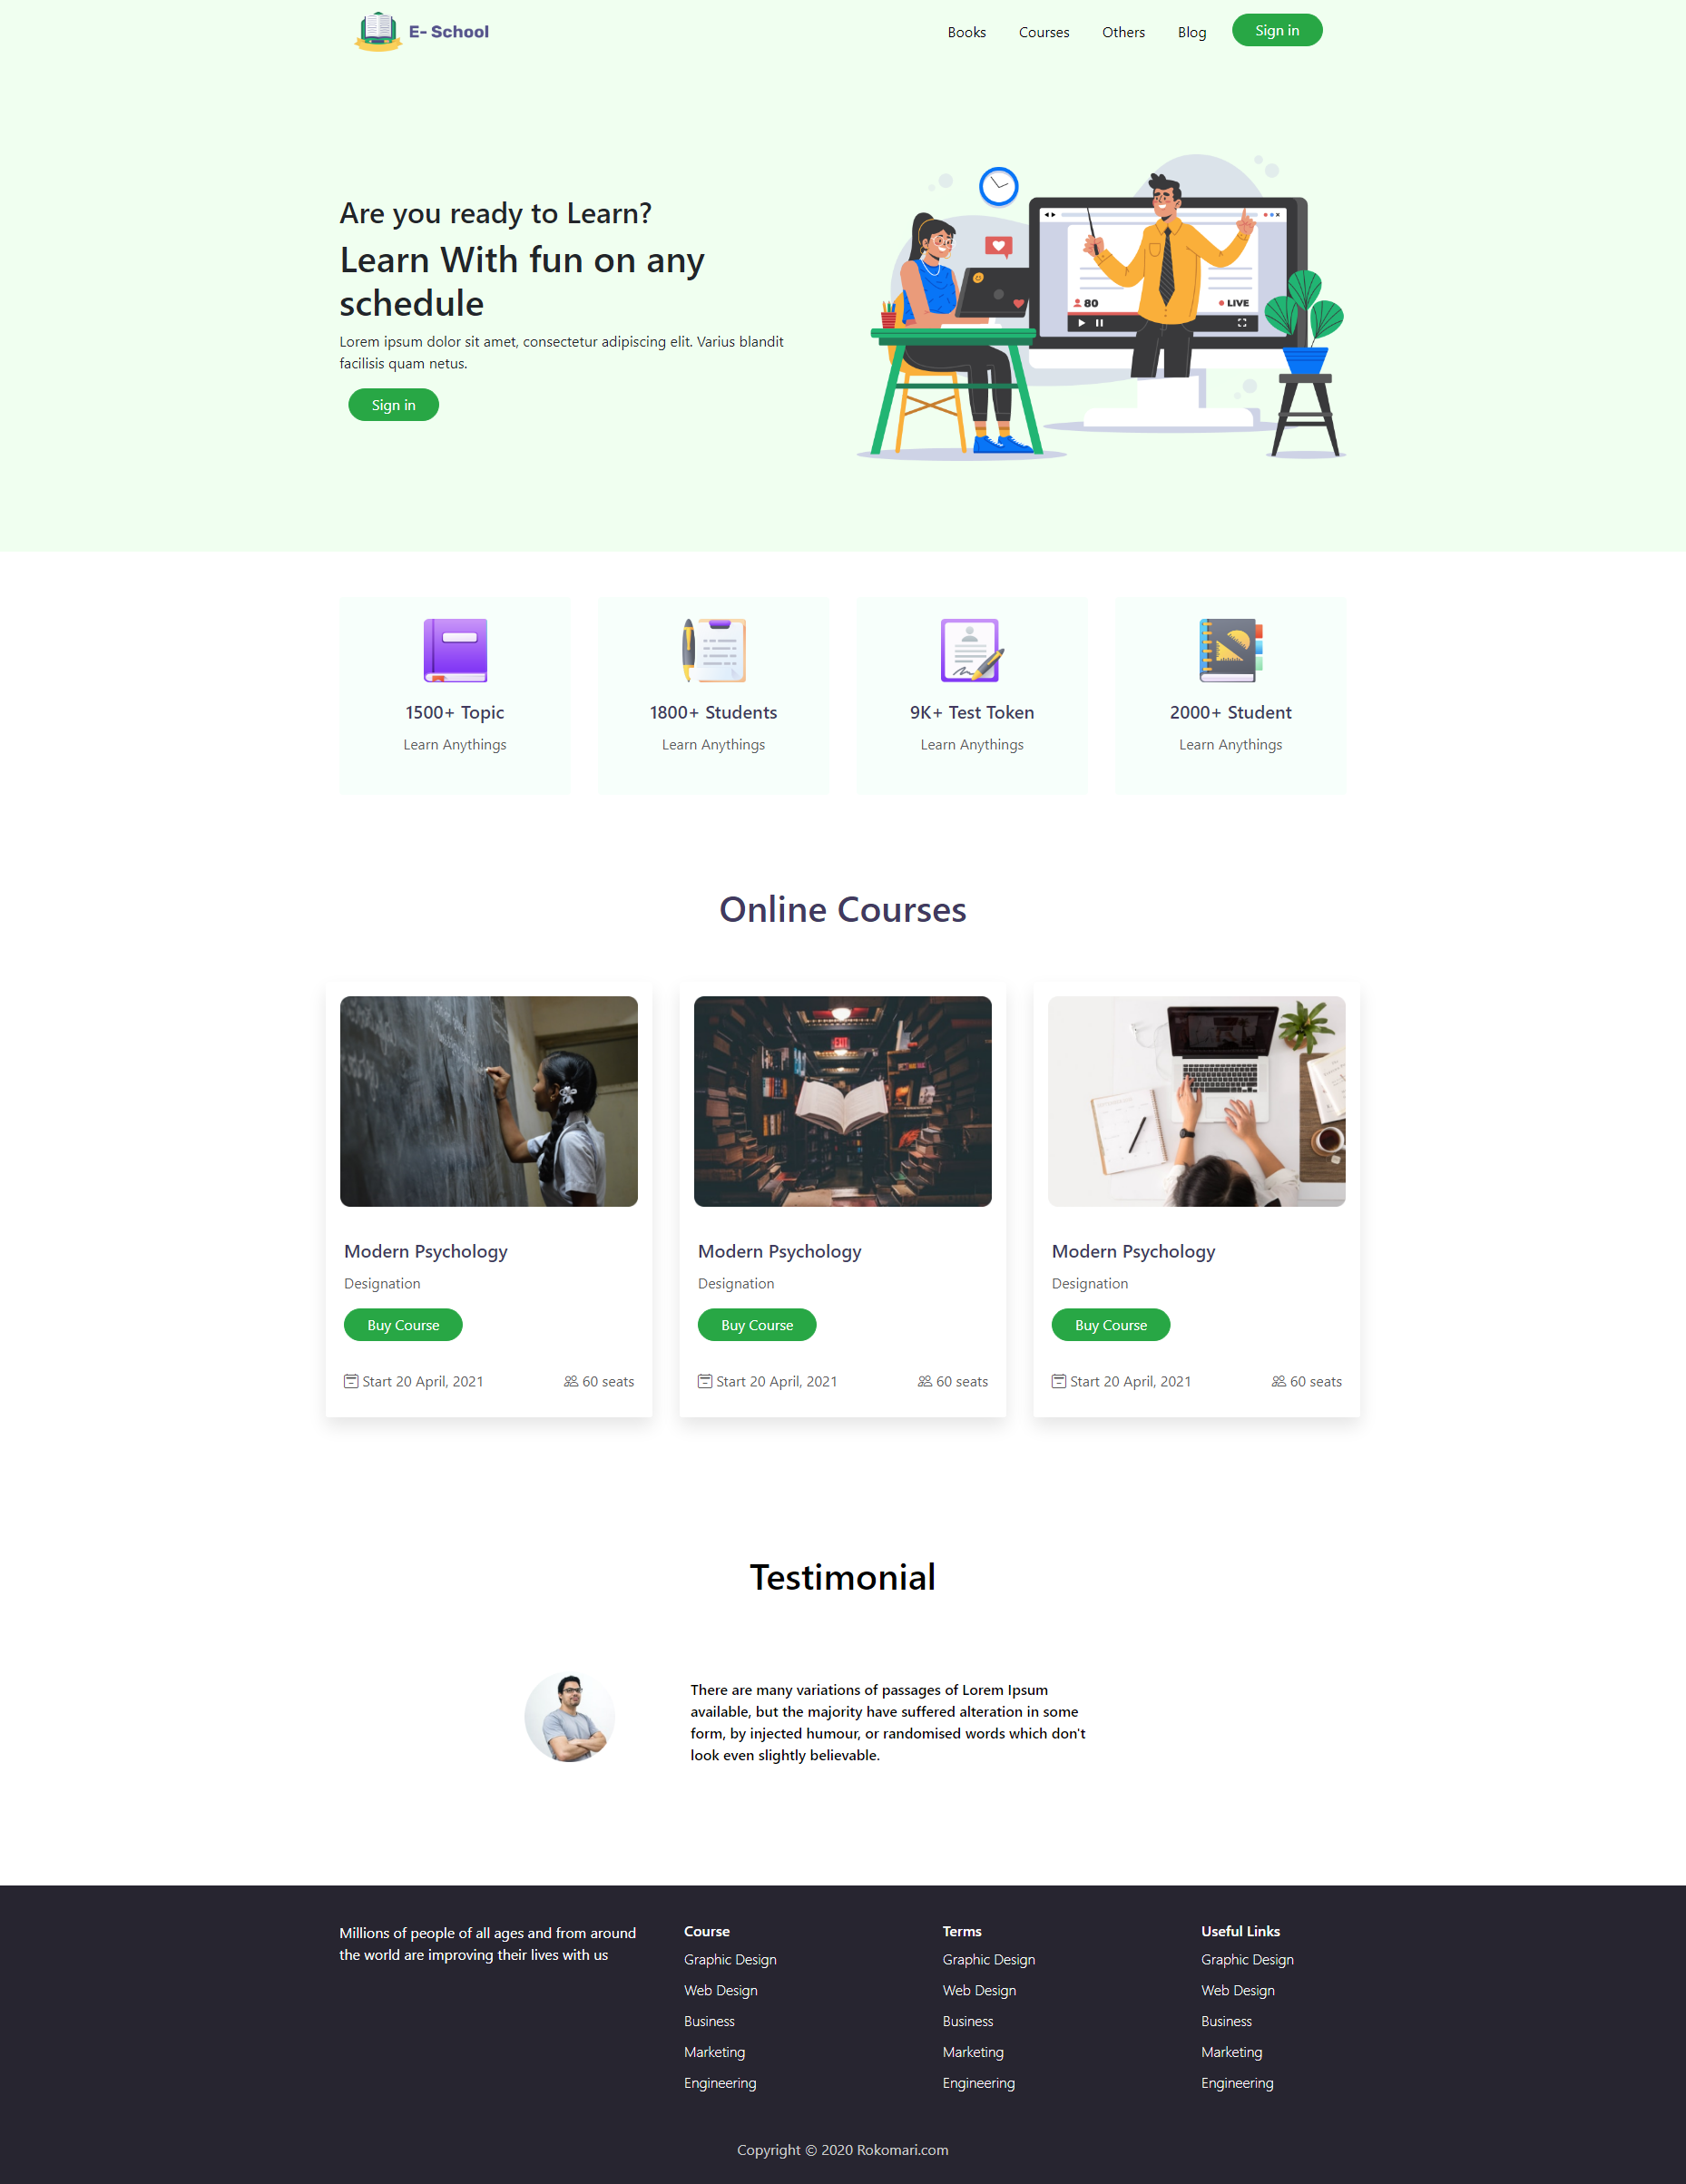 E- School
Books
Courses
Others
Blog
Sign in
Are you ready to Learn?
Learn With fun on any
schedule
Lorem ipsum dolor sit amet, consectetur adipiscing elit. Varius blandit
facilisis quam netus.
Sign in
80
LIVE
1500+ Topic
Learn Anythings
1800+ Students
Learn Anythings
9K+ Test Token
Learn Anythings
2000+ Student
Learn Anythings
Online Courses
EXIT
Modern Psychology
Designation
Buy Course
Start 20 April, 2021
60 seats
Modern Psychology
Designation
Buy Course
Start 20 April, 2021
60 seats
Modern Psychology
Designation
Buy Course
Start 20 April, 2021
60 seats
Testimonial
There are many variations of passages of Lorem Ipsum
available, but the majority have suffered alteration in some
form, by injected humour, or randomised words which don't
look even slightly believable.
Millions of people of all ages and from around
the world are improving their lives with us
Course
Graphic Design
Web Design
Business
Marketing
Engineering
Terms
Graphic Design
Web Design
Business
Marketing
Engineering
Useful Links
Graphic Design
Web Design
Business
Marketing
Engineering
Copyright © 2020 Rokomari.com